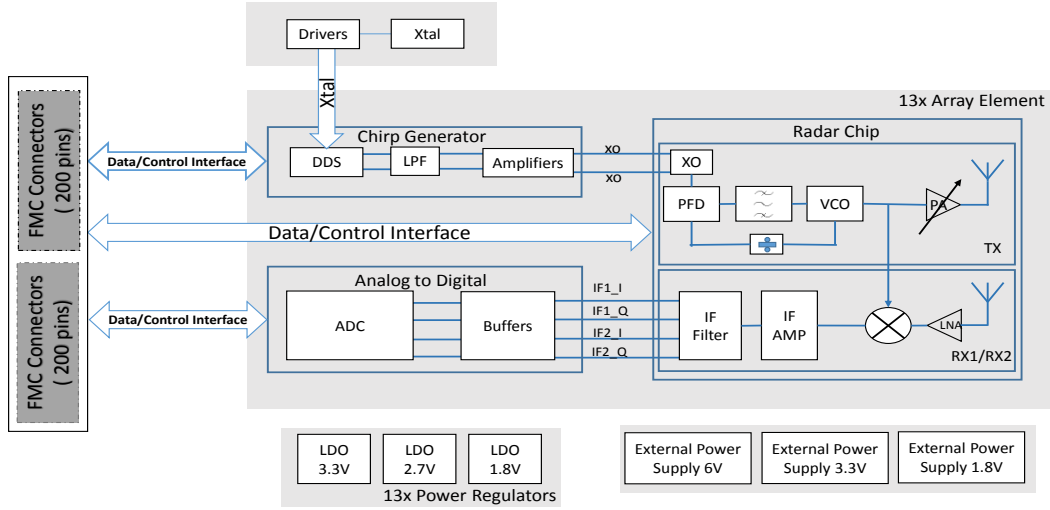 Drivers
Xtal
Xtal
13x Array Element
FMC Connectors
( 200 pins)
Data/Control Interface
Chirp Generator
DDS
LPF
Amplifiers
XO
XO
Radar Chip
XO
PFD
VCO
PA
TX
Data/Control Interface
FMC Connectors
( 200 pins)
Data/Control Interface
Analog to Digital
ADC
Buffers
IF1_I
IF1_Q
IF2_I
IF2_Q
IF
Filter
IF
AMP
LNA
RX1/RX2
LDO
3.3V
LDO
2.7V
LDO
1.8V
13x Power Regulators
External Power
Supply 6V
External Power
Supply 3.3V
External Power
Supply 1.8V